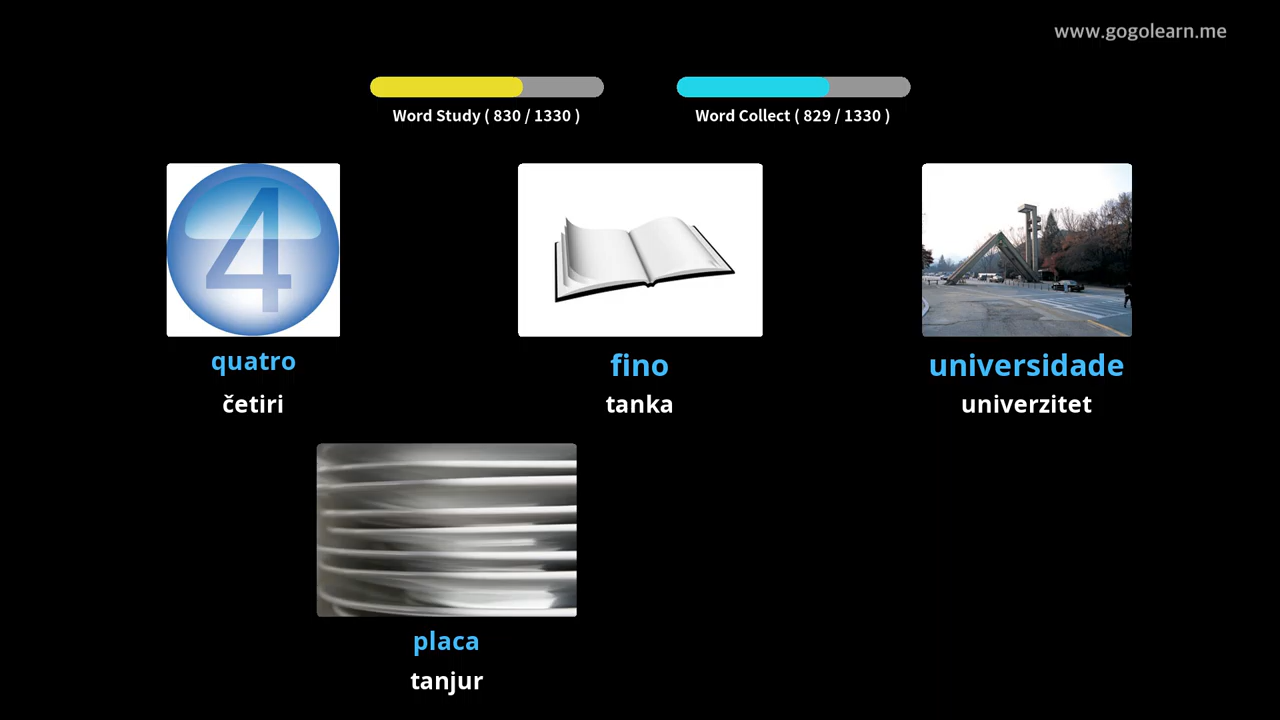 www.gogolearn.me
Word Study ( 830 / 1330 )
Word Collect ( 829 / 1330 )
4
quatro
četiri
fino
tanka
universidade
univerzitet
placa
tanjur